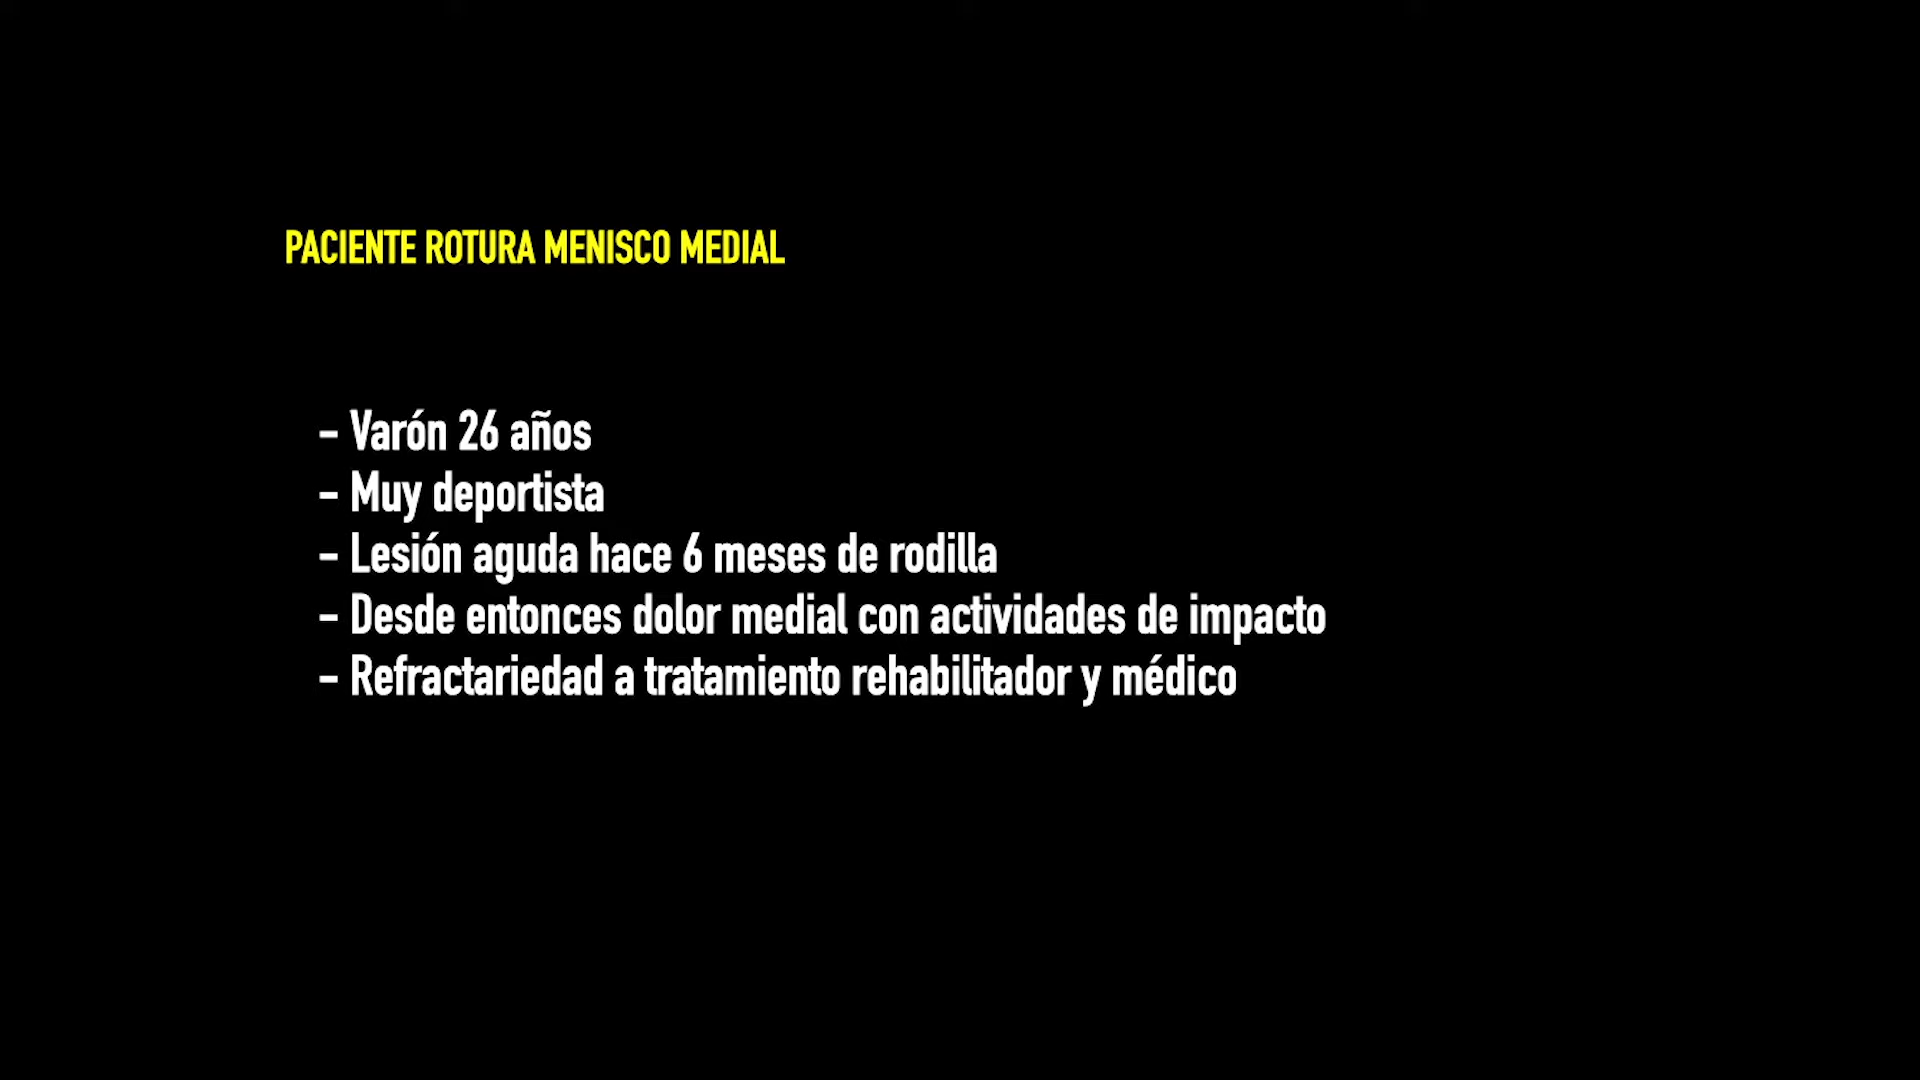 PACIENTE ROTURA MENISCO MEDIAL
- Varón 26 años
- Muy deportista
- Lesión aguda hace 6 meses de rodilla
- Desde entonces dolor medial con actividades de impacto
- Refractariedad a tratamiento rehabilitador y médico